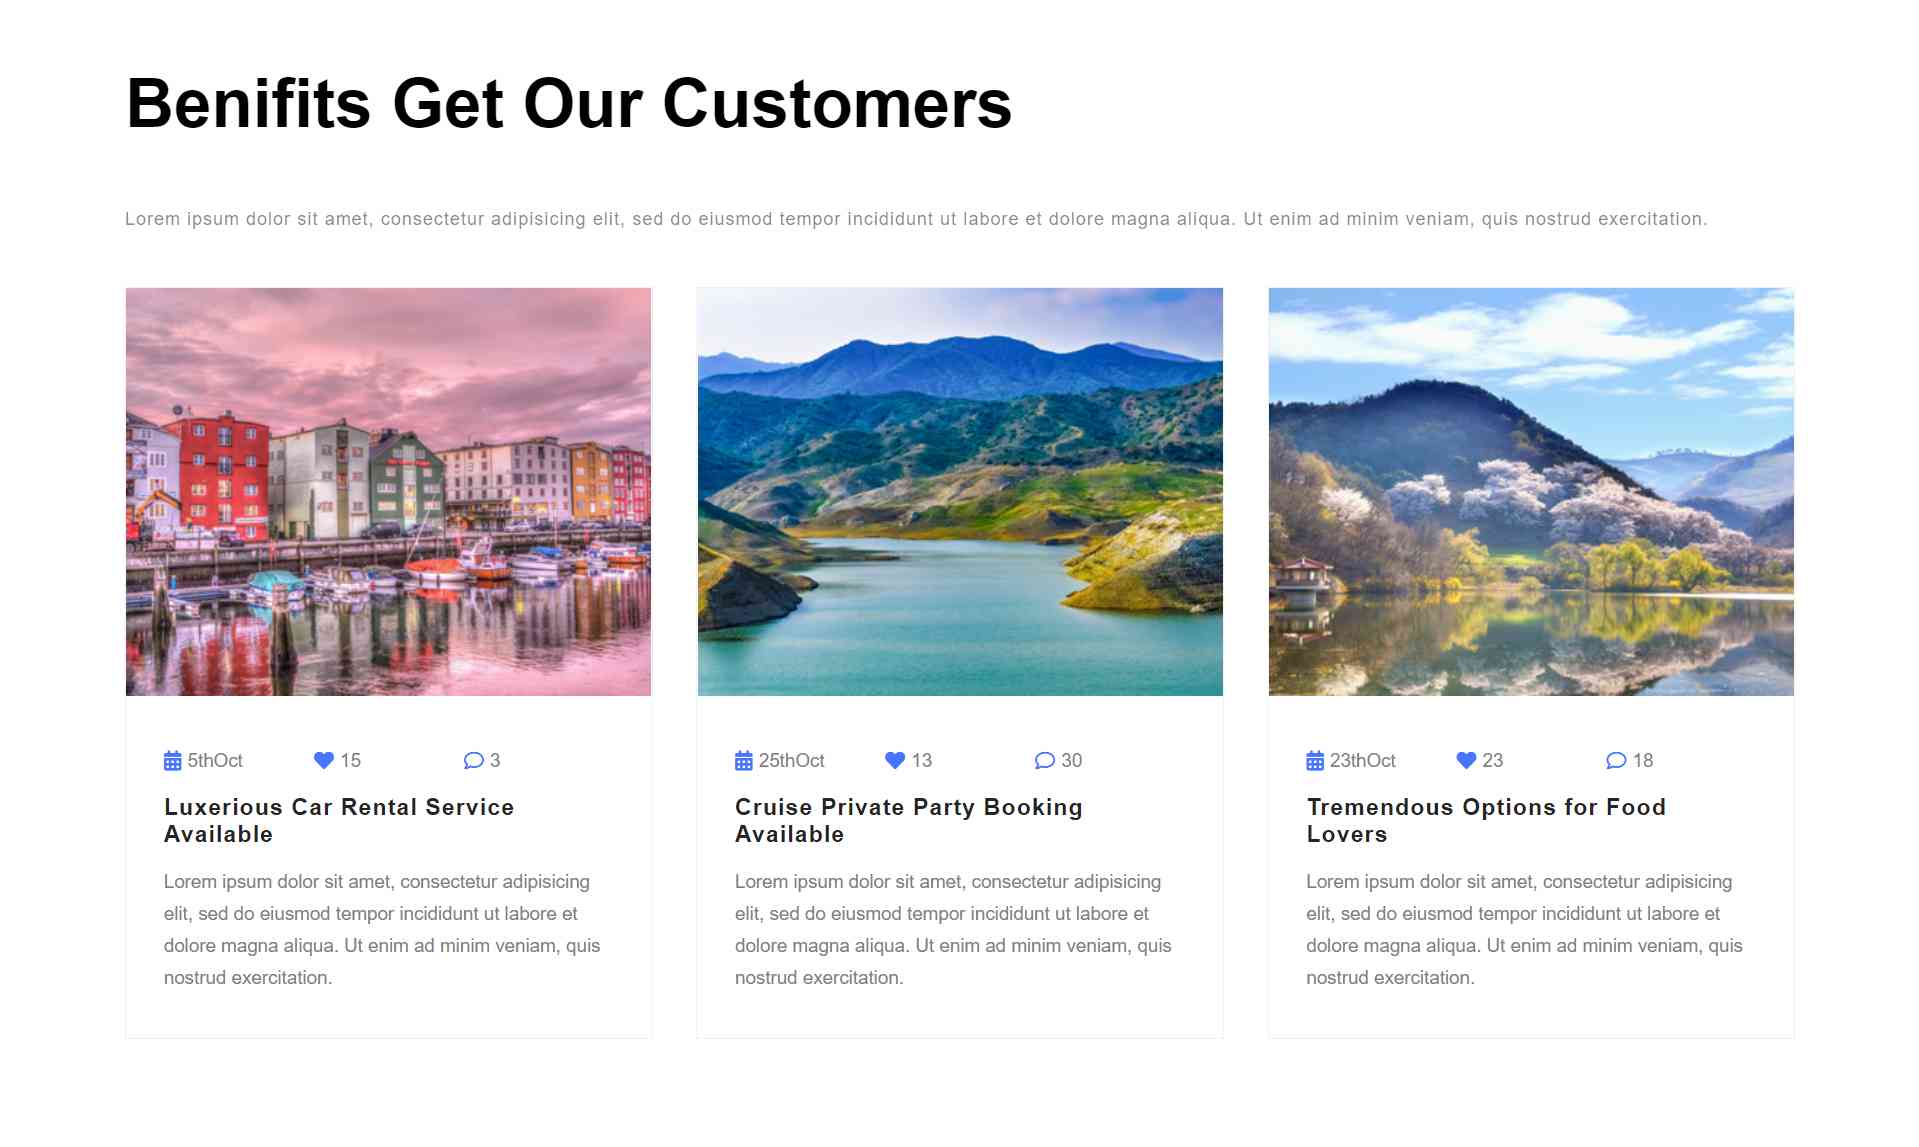 Benifits Get Our Customers
Lorem ipsum dolor sit amet, consectetur adipisicing elit, sed do eiusmod tempor incididunt ut labore et dolore magna aliqua. Ut enim ad minim veniam, quis nostrud exercitation.
5thOct 15 3
Luxerious Car Rental Service
Available
Lorem ipsum dolor sit amet, consectetur adipisicing
elit, sed do eiusmod tempor incididunt ut labore et
dolore magna aliqua. Ut enim ad minim veniam, quis
nostrud exercitation.
25thOct 13 30
Cruise Private Party Booking
Available
Lorem ipsum dolor sit amet, consectetur adipisicing
elit, sed do eiusmod tempor incididunt ut labore et
dolore magna aliqua. Ut enim ad minim veniam, quis
nostrud exercitation.
23thOct 23 18
Tremendous Options for Food
Lovers
Lorem ipsum dolor sit amet, consectetur adipisicing
elit, sed do eiusmod tempor incididunt ut labore et
dolore magna aliqua. Ut enim ad minim veniam, quis
nostrud exercitation.